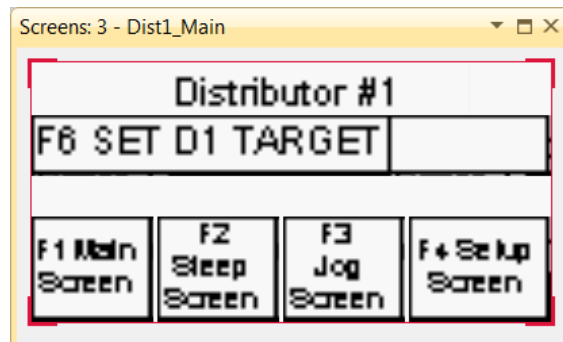 Screens: 3 - Dist1_Main
Distributor #1
F6 SET D1 TARGET
F1 Main
Screen
F2
Sleep
Screen
F3
Jog
Screen
F4 Setup
Screen